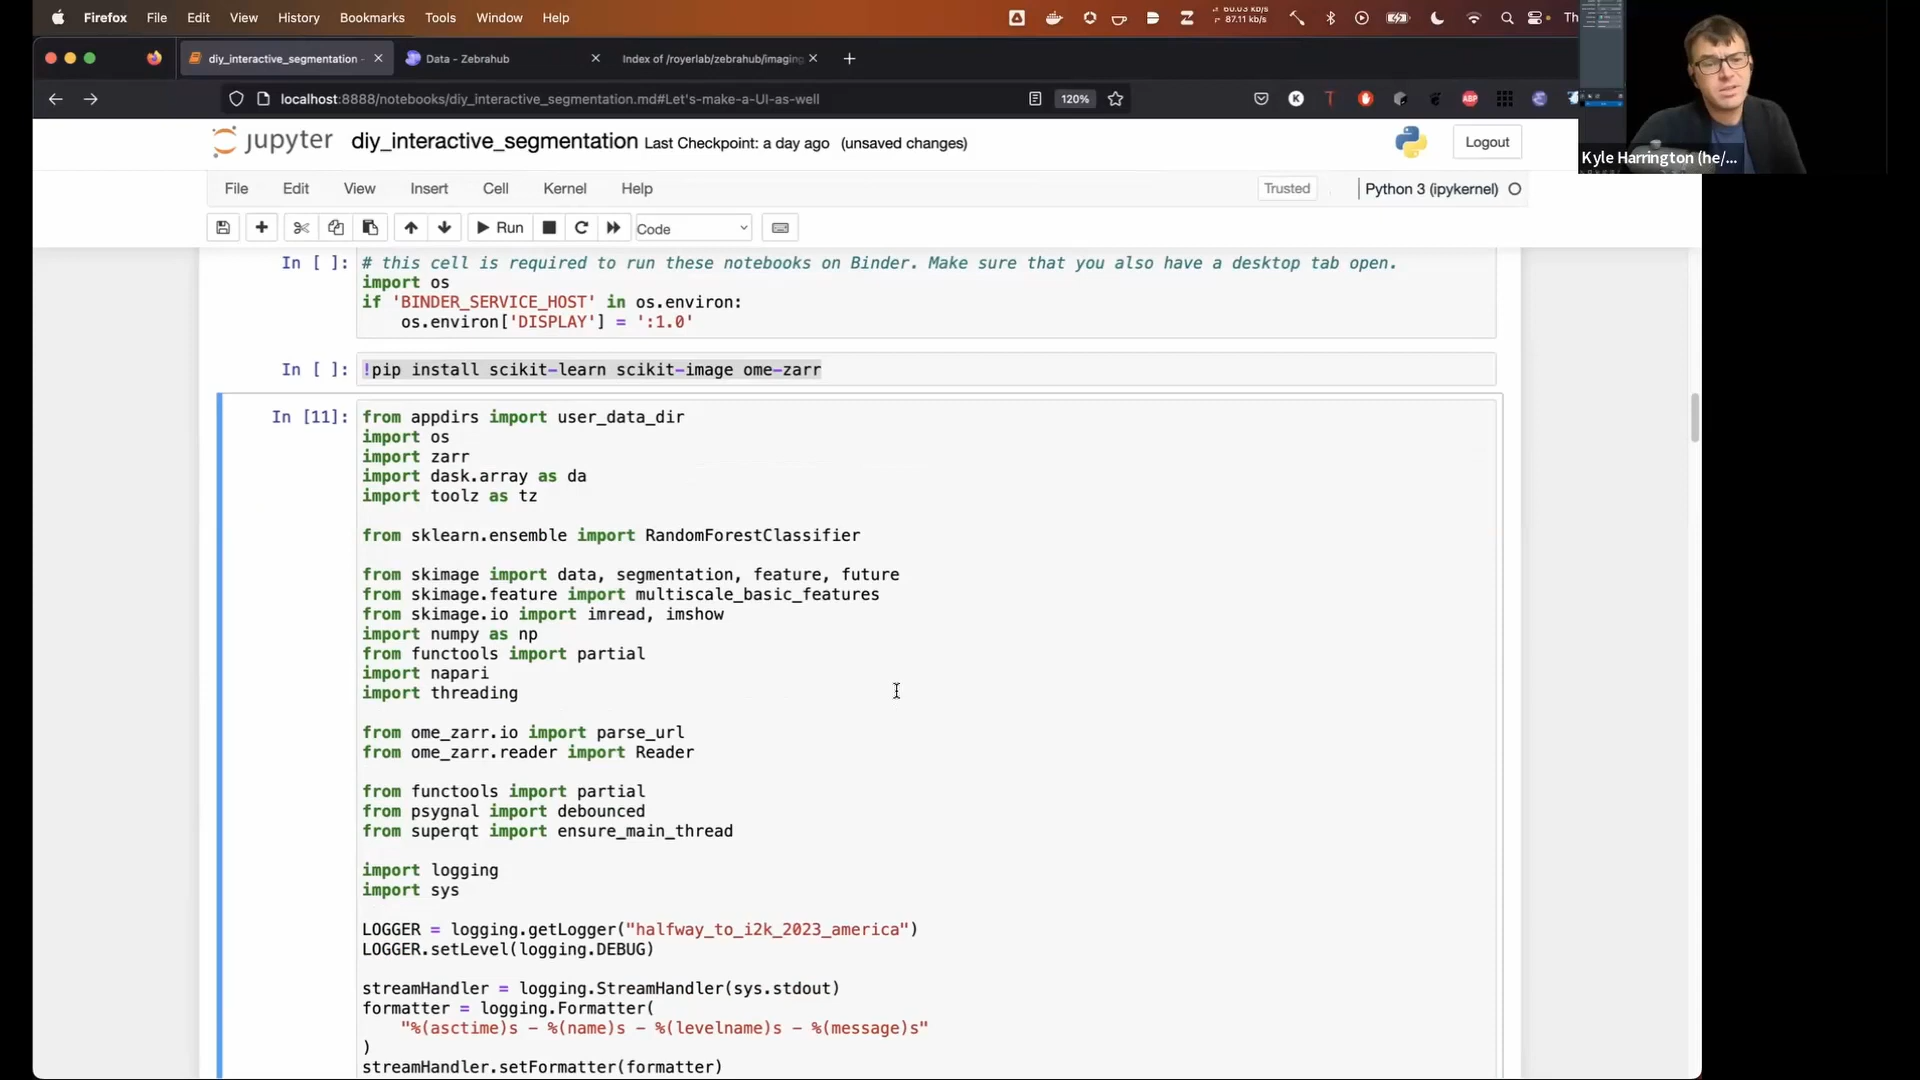 Firefox File Edit View History Bookmarks Tools Window Help
87.11 kb/s
Th
diy_interactive_segmentation - Data - Zebrahub Index of /royerlab/zebrahub/imaging
localhost:8888/notebooks/diy_interactive_segmentation.md#Let's-make-a-UI-as-well 120%
Kyle Harrington (he/...
jupyter diy_interactive_segmentation Last Checkpoint: a day ago (unsaved changes) Logout
File Edit View Insert Cell Kernel Help Trusted Python 3 (ipykernel)
Run Code
In [ ]: # this cell is required to run these notebooks on Binder. Make sure that you also have a desktop tab open.
import os
if 'BINDER_SERVICE_HOST' in os.environ:
    os.environ['DISPLAY'] = ':1.0'
In [ ]: !pip install scikit-learn scikit-image ome-zarr
In [11]: from appdirs import user_data_dir
import os
import zarr
import dask.array as da
import toolz as tz
from sklearn.ensemble import RandomForestClassifier
from skimage import data, segmentation, feature, future
from skimage.feature import multiscale_basic_features
from skimage.io import imread, imshow
import numpy as np
from functools import partial
import napari
import threading
from ome_zarr.io import parse_url
from ome_zarr.reader import Reader
from functools import partial
from psygnal import debounced
from superqt import ensure_main_thread
import logging
import sys
LOGGER = logging.getLogger("halfway_to_i2k_2023_america")
LOGGER.setLevel(logging.DEBUG)
streamHandler = logging.StreamHandler(sys.stdout)
formatter = logging.Formatter(
    "%(asctime)s - %(name)s - %(levelname)s - %(message)s"
)
streamHandler.setFormatter(formatter)